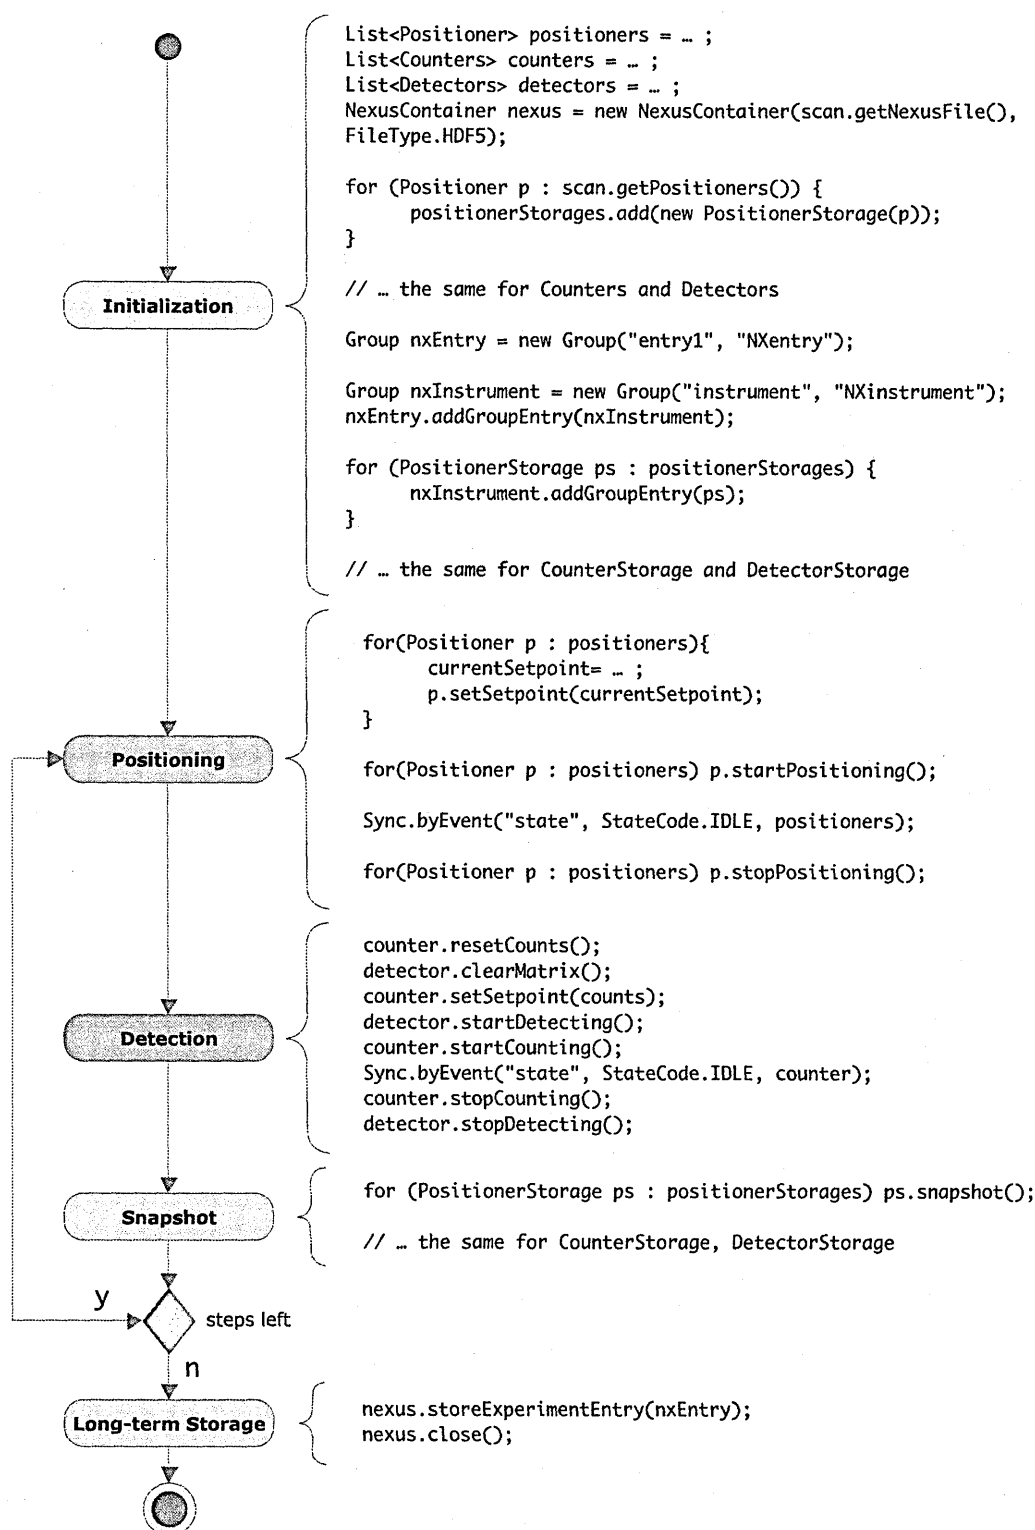 List<Positioner> positioners = … ;
List<Counters> counters = … ;
List<Detectors> detectors = … ;
NexusContainer nexus = new NexusContainer(scan.getNexusFile(),
FileType.HDF5);
for (Positioner p : scan.getPositioners()) {
positionerStorages.add(new PositionerStorage(p));
}
Initialization
// … the same for Counters and Detectors
Group nxEntry = new Group("entry1", "NXentry");
Group nxInstrument = new Group("instrument", "NXinstrument");
nxEntry.addGroupEntry(nxInstrument);
for (PositionerStorage ps : positionerStorages) {
nxInstrument.addGroupEntry(ps);
}
// … the same for CounterStorage and DetectorStorage
for(Positioner p : positioners){
currentSetpoint= … ;
p.setSetpoint(currentSetpoint);
}
Positioning
for(Positioner p : positioners) p.startPositioning();
Sync.byEvent("state", StateCode.IDLE, positioners);
for(Positioner p : positioners) p.stopPositioning();
counter.resetCounts();
detector.clearMatrix();
counter.setSetpoint(counts);
detector.startDetecting();
Detection
counter.startCounting();
Sync.byEvent("state", StateCode.IDLE, counter);
counter.stopCounting();
detector.stopDetecting();
for (PositionerStorage ps : positionerStorages) ps.snapshot();
Snapshot
// … the same for CounterStorage, DetectorStorage
y
steps left
n
Long-term Storage
nexus.storeExperimentEntry(nxEntry);
nexus.close();